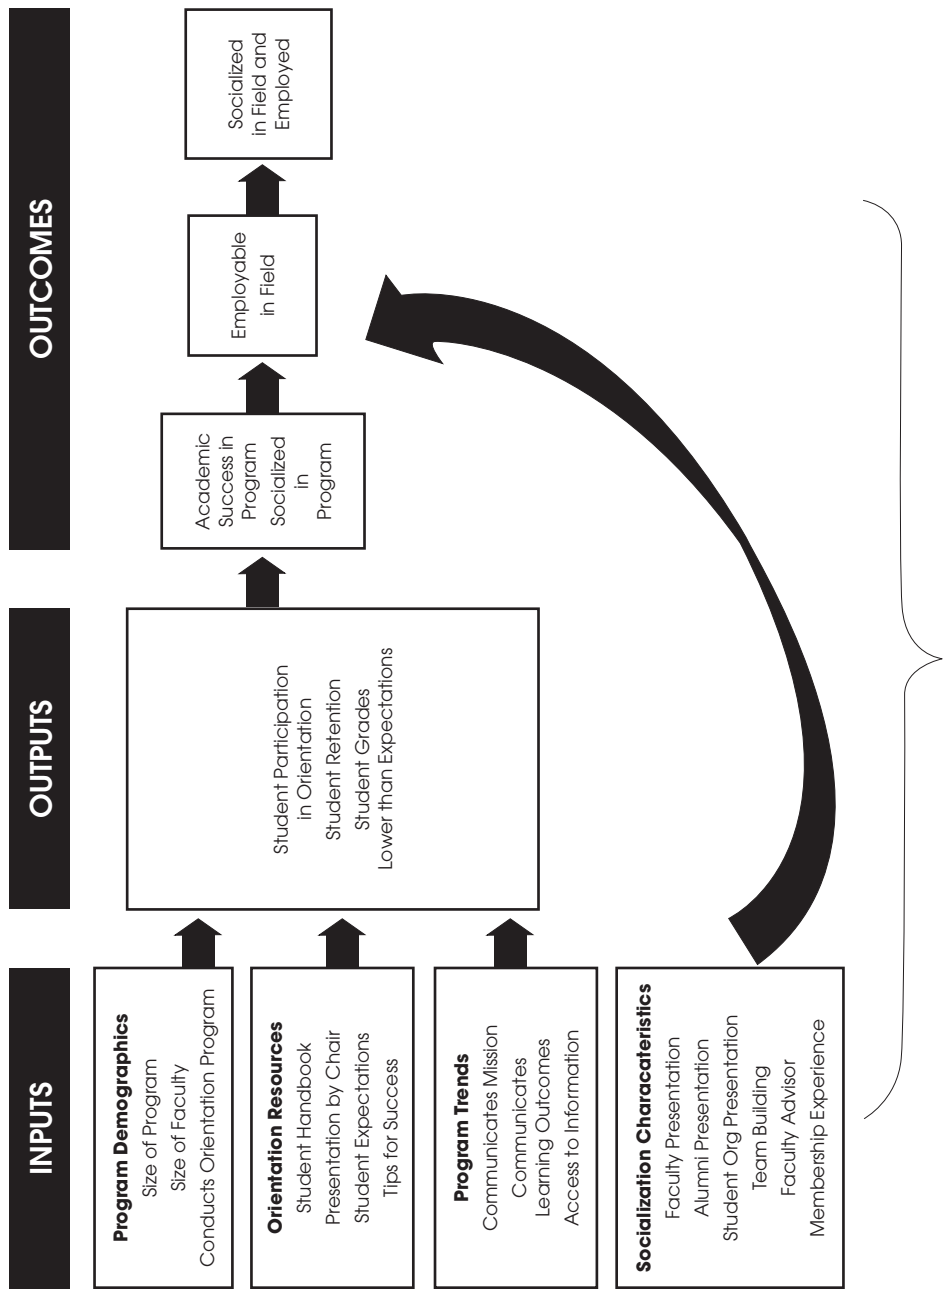 INPUTS
OUTPUTS
OUTCOMES
Program Demographics
Size of Program
Size of Faculty
Conducts Orientation Program
Orientation Resources
Student Handbook
Presentation by Chair
Student Expectations
Tips for Success
Program Trends
Communicates Mission
Communicates
Learning Outcomes
Access to Information
Socialization Characateristics
Faculty Presentation
Alumni Presentation
Student Org Presentation
Team Building
Faculty Advisor
Membership Experience
Student Participation
in Orientation
Student Retention
Student Grades
Lower than Expectations
Academic
Success in
Program
Socialized
in
Program
Employable
in Field
Socialized
in Field and
Employed